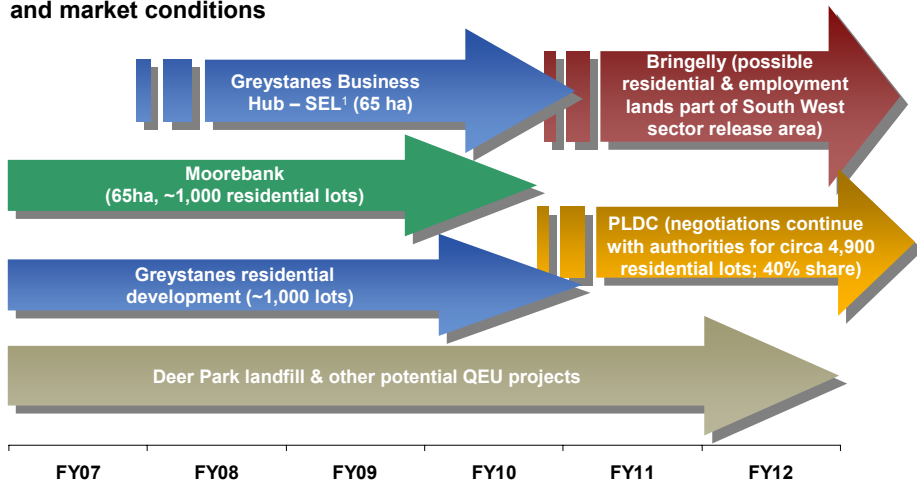 and market conditions
Greystanes Business
Hub – SEL¹ (65 ha)
Bringelly (possible
residential & employment
lands part of South West
sector release area)
Moorebank
(65ha, ~1,000 residential lots)
PLDC (negotiations continue
with authorities for circa 4,900
residential lots; 40% share)
Greystanes residential
development (~1,000 lots)
Deer Park landfill & other potential QEU projects
FY07 FY08 FY09 FY10 FY11 FY12